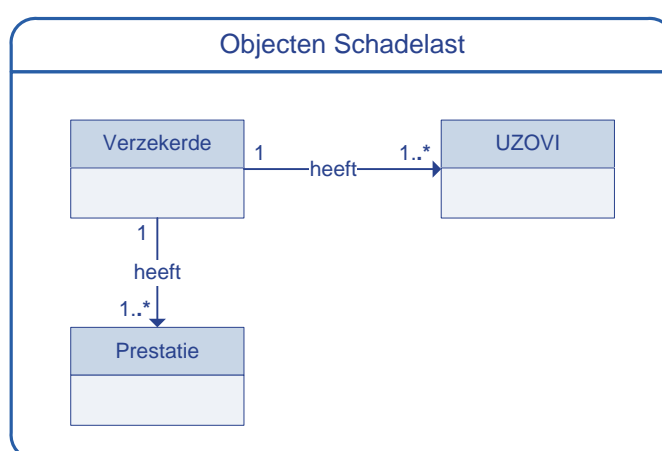 Objecten Schadelast
Verzekerde
UZOVI
1
heeft
1..*
1
heeft
1..*
Prestatie